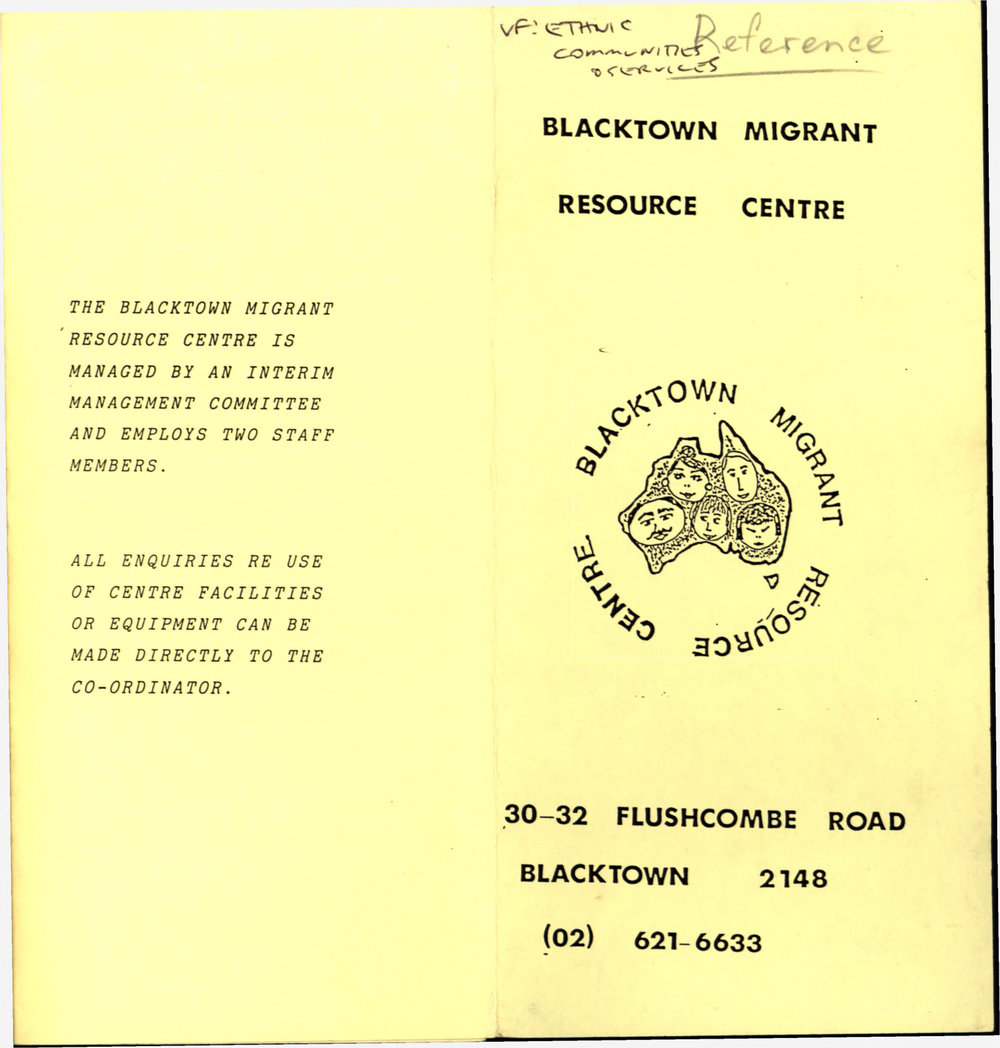 THE BLACKTOWN MIGRANT
RESOURCE CENTRE IS
MANAGED BY AN INTERIM
MANAGEMENT COMMITTEE
AND EMPLOYS TWO STAFF
MEMBERS.
ALL ENQUIRIES RE USE
OF CENTRE FACILITIES
OR EQUIPMENT CAN BE
MADE DIRECTLY TO THE
CO-ORDINATOR.
VF: ETHNIC
COMMUNITIES
& SERVICES
Reference
BLACKTOWN MIGRANT
RESOURCE CENTRE
BLACKTOWN MIGRANT RESOURCE CENTRE
30-32 FLUSHCOMBE ROAD
BLACKTOWN 2148
(02) 621-6633